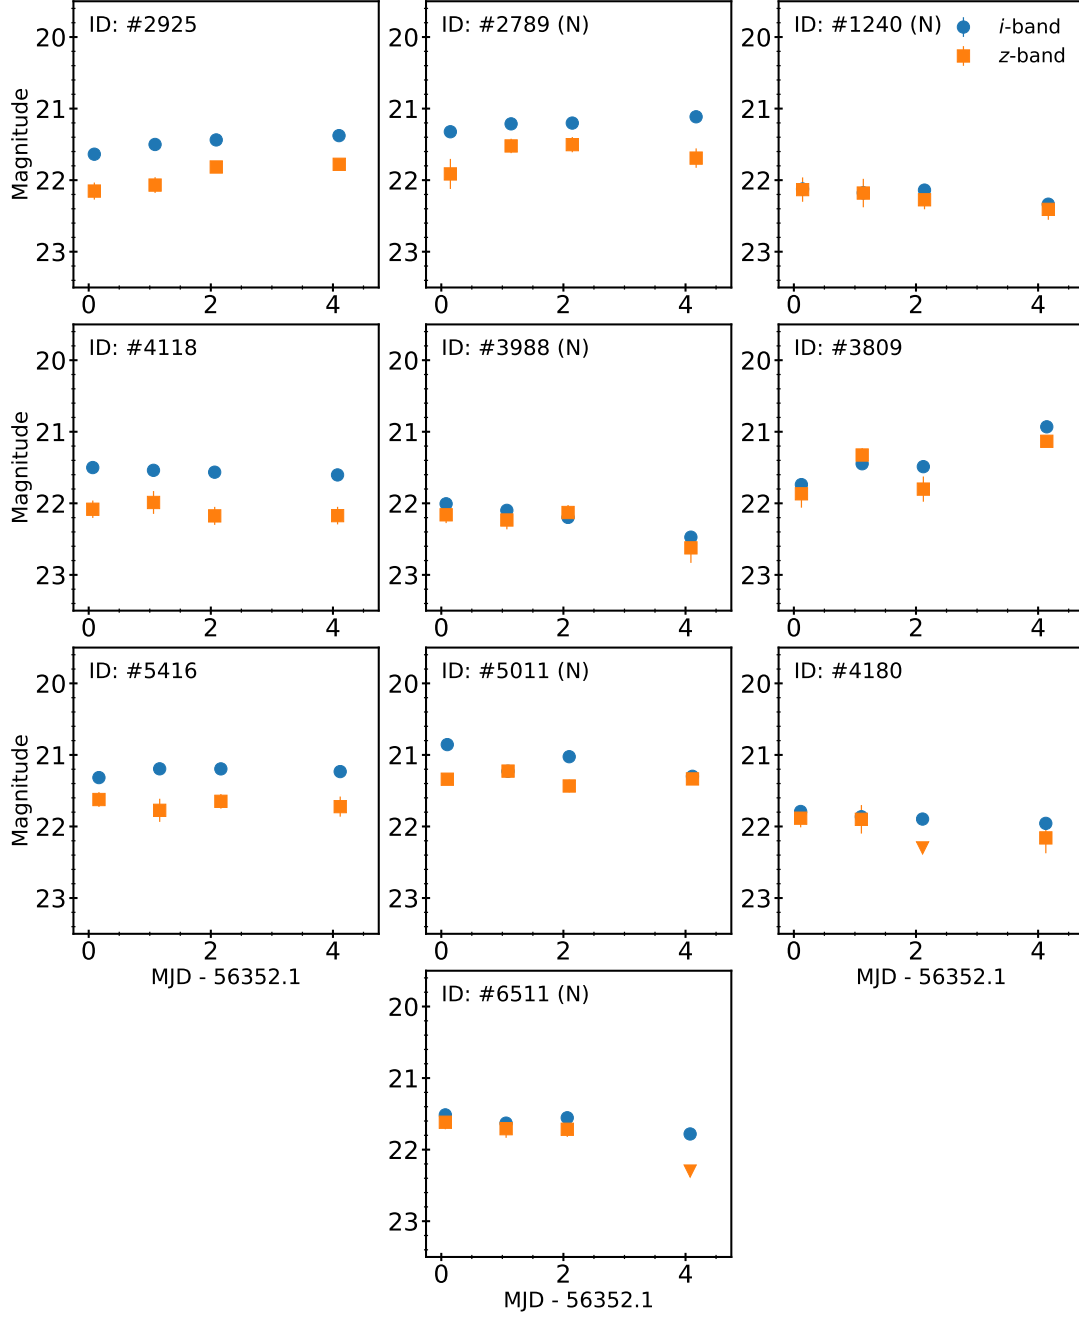 ID: #2925
20
21
22
23
0 2 4
Magnitude
ID: #2789 (N)
20
21
22
23
0 2 4
ID: #1240 (N)
i-band
z-band
20
21
22
23
0 2 4
ID: #4118
20
21
22
23
0 2 4
Magnitude
ID: #3988 (N)
20
21
22
23
0 2 4
ID: #3809
20
21
22
23
0 2 4
ID: #5416
20
21
22
23
0 2 4
Magnitude
MJD - 56352.1
ID: #5011 (N)
20
21
22
23
0 2 4
ID: #4180
20
21
22
23
0 2 4
MJD - 56352.1
ID: #6511 (N)
20
21
22
23
0 2 4
MJD - 56352.1